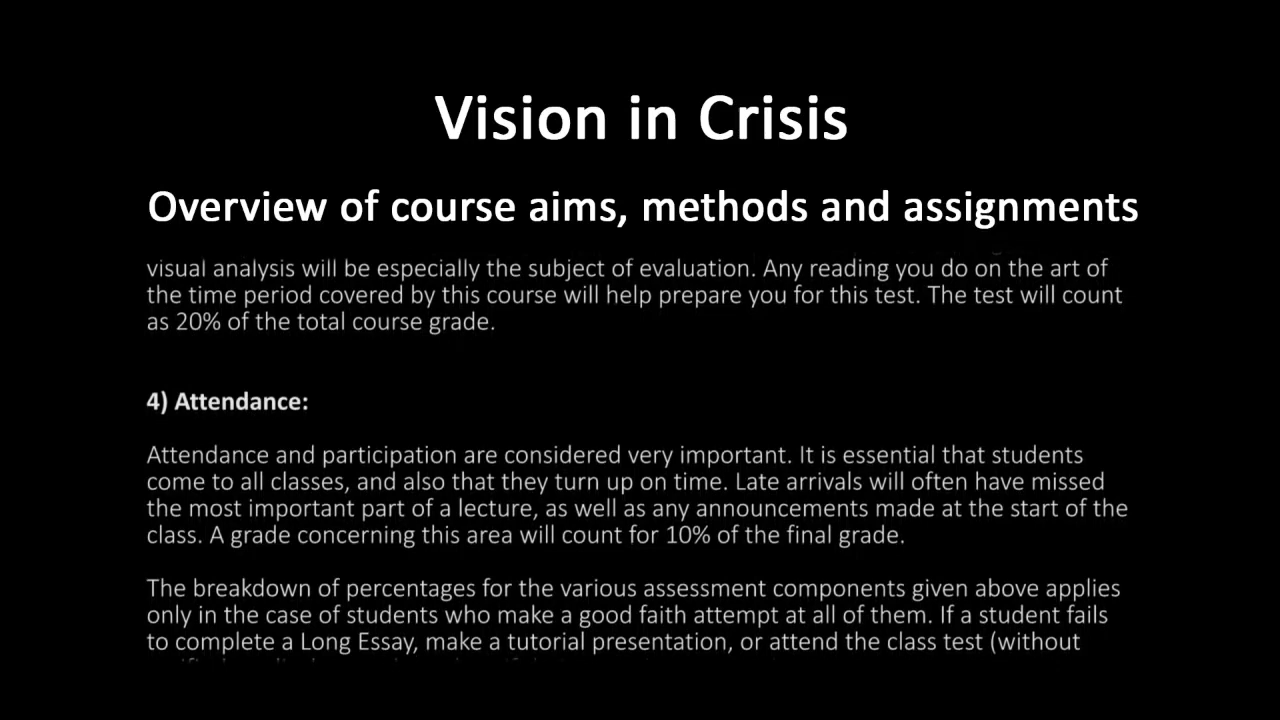 Vision in Crisis
Overview of course aims, methods and assignments
visual analysis will be especially the subject of evaluation. Any reading you do on the art of
the time period covered by this course will help prepare you for this test. The test will count
as 20% of the total course grade.
4) Attendance:
Attendance and participation are considered very important. It is essential that students
come to all classes, and also that they turn up on time. Late arrivals will often have missed
the most important part of a lecture, as well as any announcements made at the start of the
class. A grade concerning this area will count for 10% of the final grade.
The breakdown of percentages for the various assessment components given above applies
only in the case of students who make a good faith attempt at all of them. If a student fails
to complete a Long Essay, make a tutorial presentation, or attend the class test (without